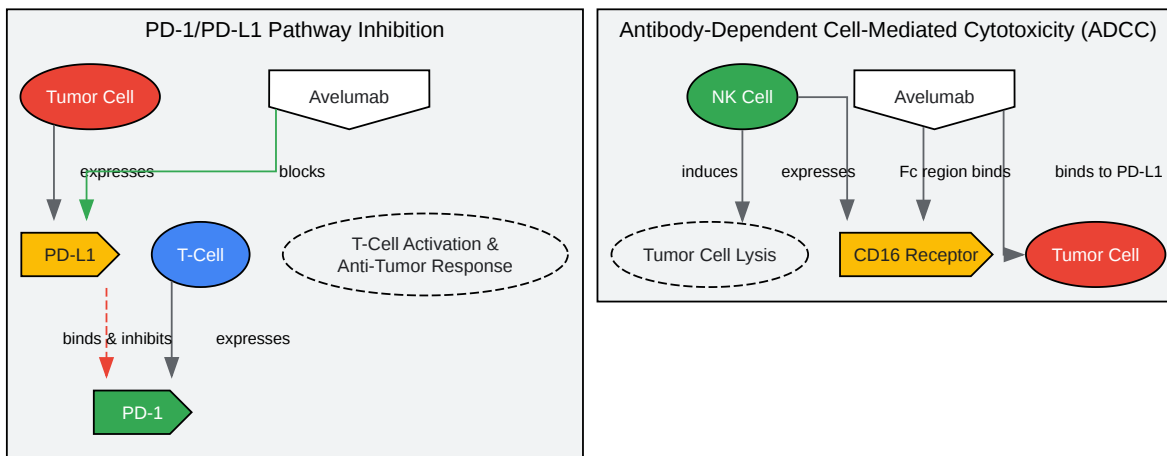 PD-1/PD-L1 Pathway Inhibition
Tumor Cell
Avelumab
expresses
blocks
PD-L1
T-Cell
T-Cell Activation &
Anti-Tumor Response
binds & inhibits
expresses
PD-1
Antibody-Dependent Cell-Mediated Cytotoxicity (ADCC)
NK Cell
Avelumab
induces
expresses
Fc region binds
binds to PD-L1
Tumor Cell Lysis
CD16 Receptor
Tumor Cell